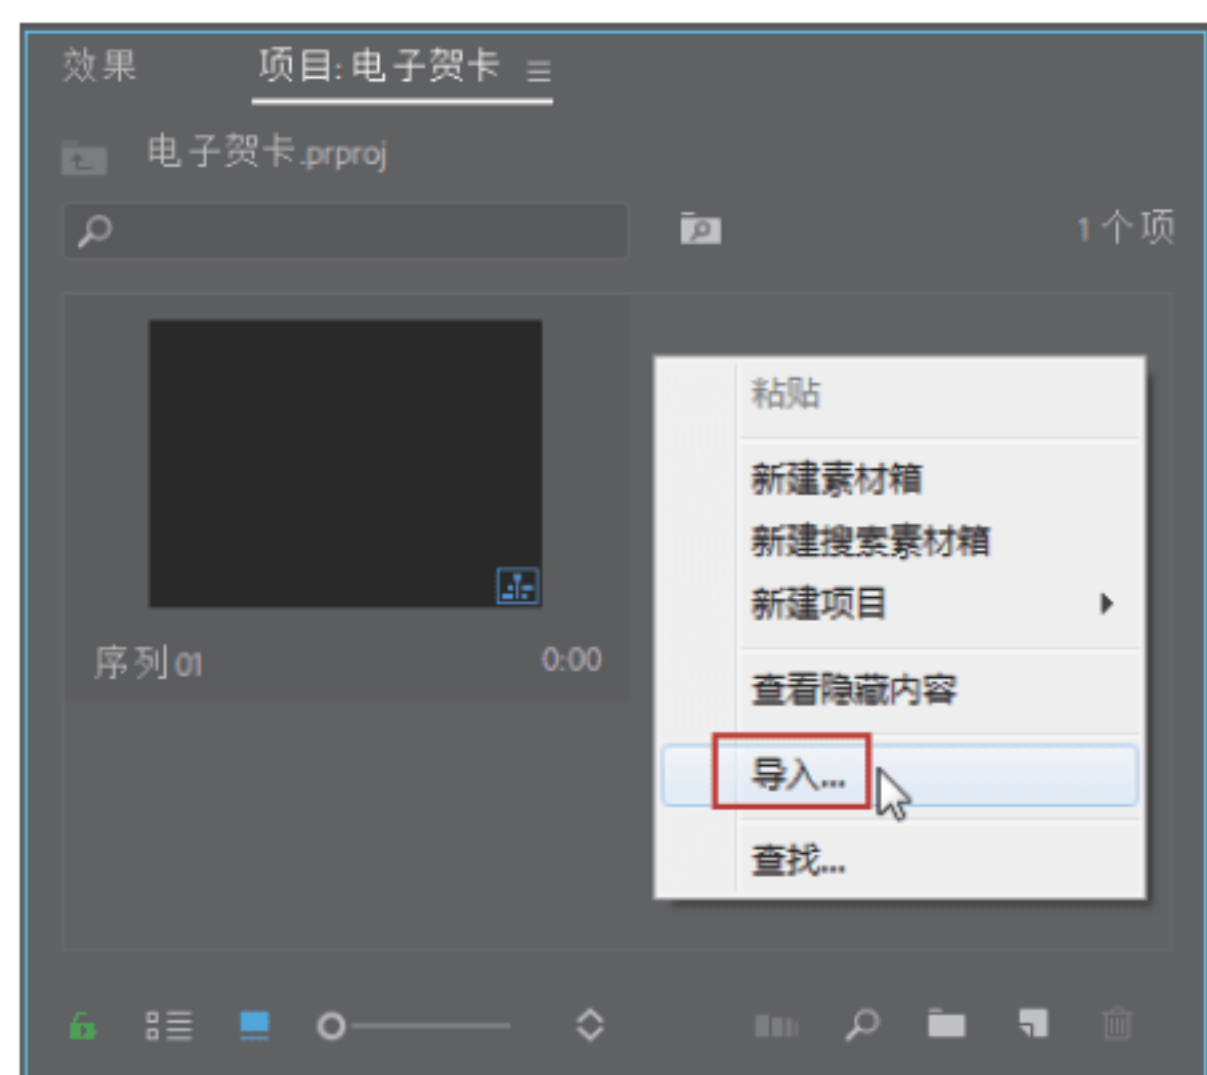 效果 项目: 电子贺卡
电子贺卡.prproj
1 个项
粘贴
新建素材箱
新建搜索素材箱
新建项目
序列 01 0:00
查看隐藏内容
导入...
查找...